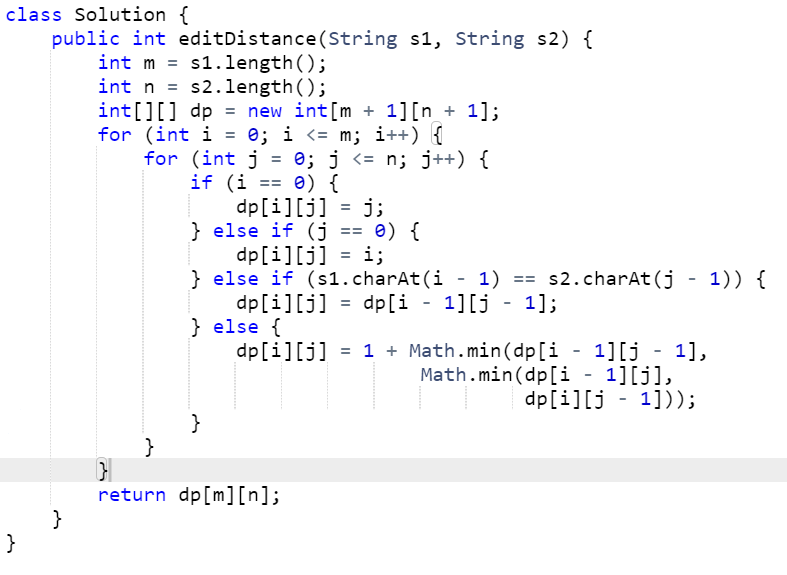 class Solution {
    public int editDistance(String s1, String s2) {
        int m = s1.length();
        int n = s2.length();
        int[][] dp = new int[m + 1][n + 1];
        for (int i = 0; i <= m; i++) {
            for (int j = 0; j <= n; j++) {
                if (i == 0) {
                    dp[i][j] = j;
                } else if (j == 0) {
                    dp[i][j] = i;
                } else if (s1.charAt(i - 1) == s2.charAt(j - 1)) {
                    dp[i][j] = dp[i - 1][j - 1];
                } else {
                    dp[i][j] = 1 + Math.min(dp[i - 1][j - 1],
                                    Math.min(dp[i - 1][j],
                                             dp[i][j - 1]));
                }
            }
        }
        return dp[m][n];
    }
}